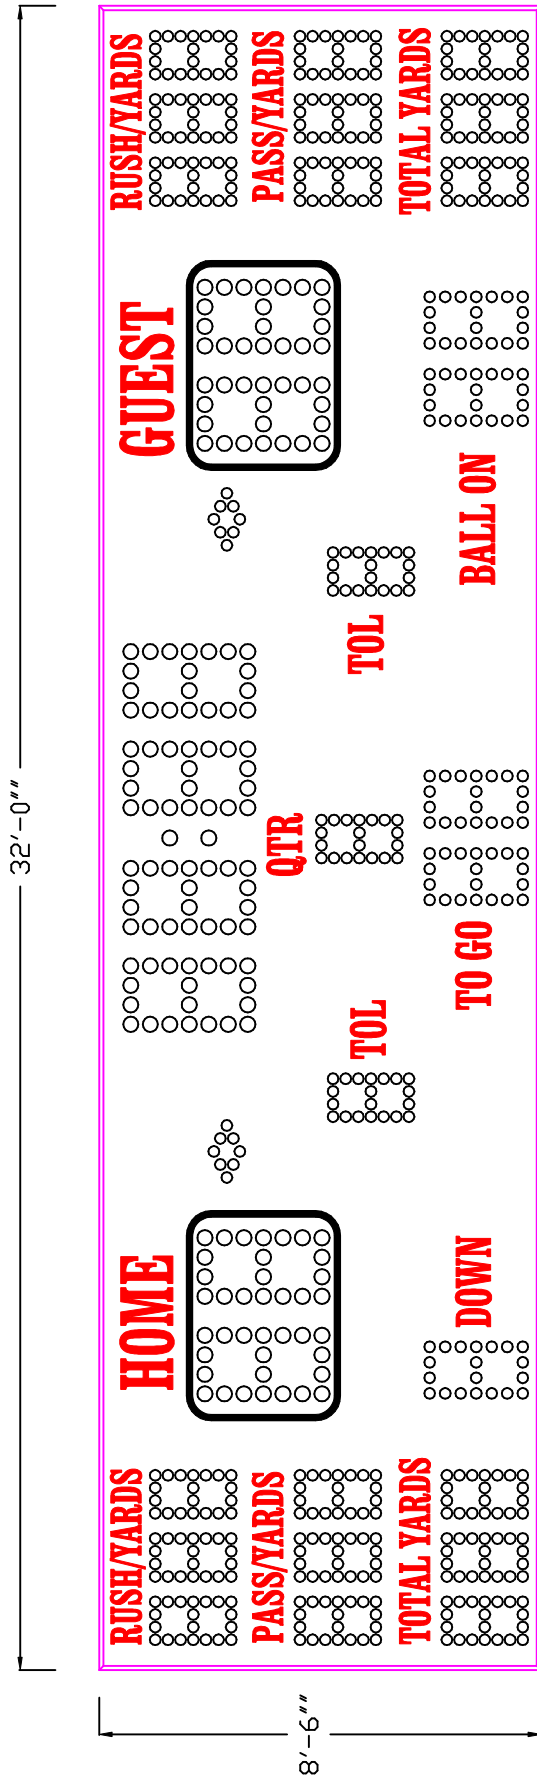 32'-0""
8'-6""
RUSH/YARDS
HOME
GUEST
RUSH/YARDS
PASS/YARDS
QTR
PASS/YARDS
TOL
TOL
TOTAL YARDS
TOTAL YARDS
DOWN
TO GO
BALL ON